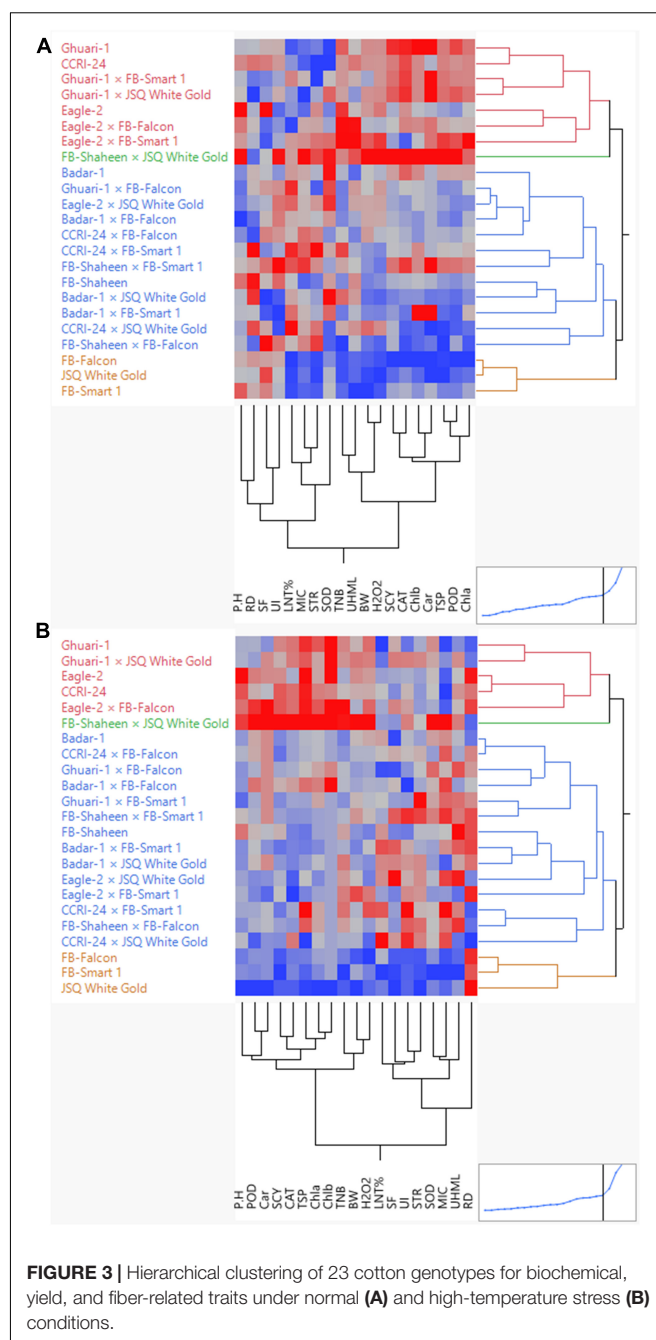 A
Ghuari-1
CCRI-24
Ghuari-1 × FB-Smart 1
Ghuari-1 × JSQ White Gold
Eagle-2
Eagle-2 × FB-Falcon
Eagle-2 × FB-Smart 1
FB-Shaheen × JSQ White Gold
Badar-1
Ghuari-1 × FB-Falcon
Eagle-2 × JSQ White Gold
Badar-1 × FB-Falcon
CCRI-24 × FB-Falcon
CCRI-24 × FB-Smart 1
FB-Shaheen × FB-Smart 1
FB-Shaheen
Badar-1 × JSQ White Gold
Badar-1 × FB-Smart 1
CCRI-24 × JSQ White Gold
FB-Shaheen × FB-Falcon
FB-Falcon
JSQ White Gold
FB-Smart 1
P.H
RD
SF
UI
LNT%
MIC
STR
SOD
TNB
UHML
BW
H2O2
SCY
CAT
Chlb
Car
TSP
POD
Chla
B
Ghuari-1
Ghuari-1 × JSQ White Gold
Eagle-2
CCRI-24
Eagle-2 × FB-Falcon
FB-Shaheen × JSQ White Gold
Badar-1
CCRI-24 × FB-Falcon
Ghuari-1 × FB-Falcon
Badar-1 × FB-Falcon
Ghuari-1 × FB-Smart 1
FB-Shaheen × FB-Smart 1
FB-Shaheen
Badar-1 × FB-Smart 1
Badar-1 × JSQ White Gold
Eagle-2 × JSQ White Gold
Eagle-2 × FB-Smart 1
CCRI-24 × FB-Smart 1
FB-Shaheen × FB-Falcon
CCRI-24 × JSQ White Gold
FB-Falcon
FB-Smart 1
JSQ White Gold
P.H
POD
Car
SCY
CAT
TSP
Chla
Chlb
TNB
BW
H2O2
LNT%
SF
UI
STR
SOD
MIC
UHML
RD
FIGURE 3 | Hierarchical clustering of 23 cotton genotypes for biochemical,
yield, and fiber-related traits under normal (A) and high-temperature stress (B)
conditions.